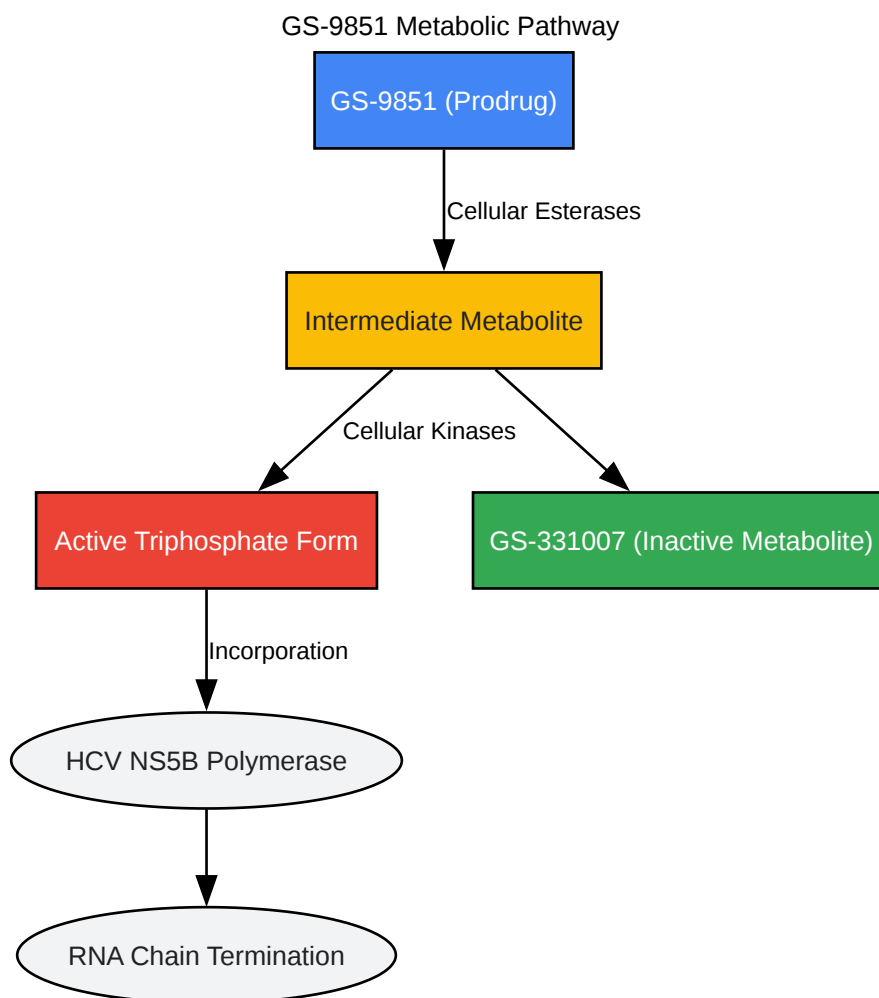 GS-9851 Metabolic Pathway
GS-9851 (Prodrug)
Cellular Esterases
Intermediate Metabolite
Cellular Kinases
Active Triphosphate Form
GS-331007 (Inactive Metabolite)
Incorporation
HCV NS5B Polymerase
RNA Chain Termination